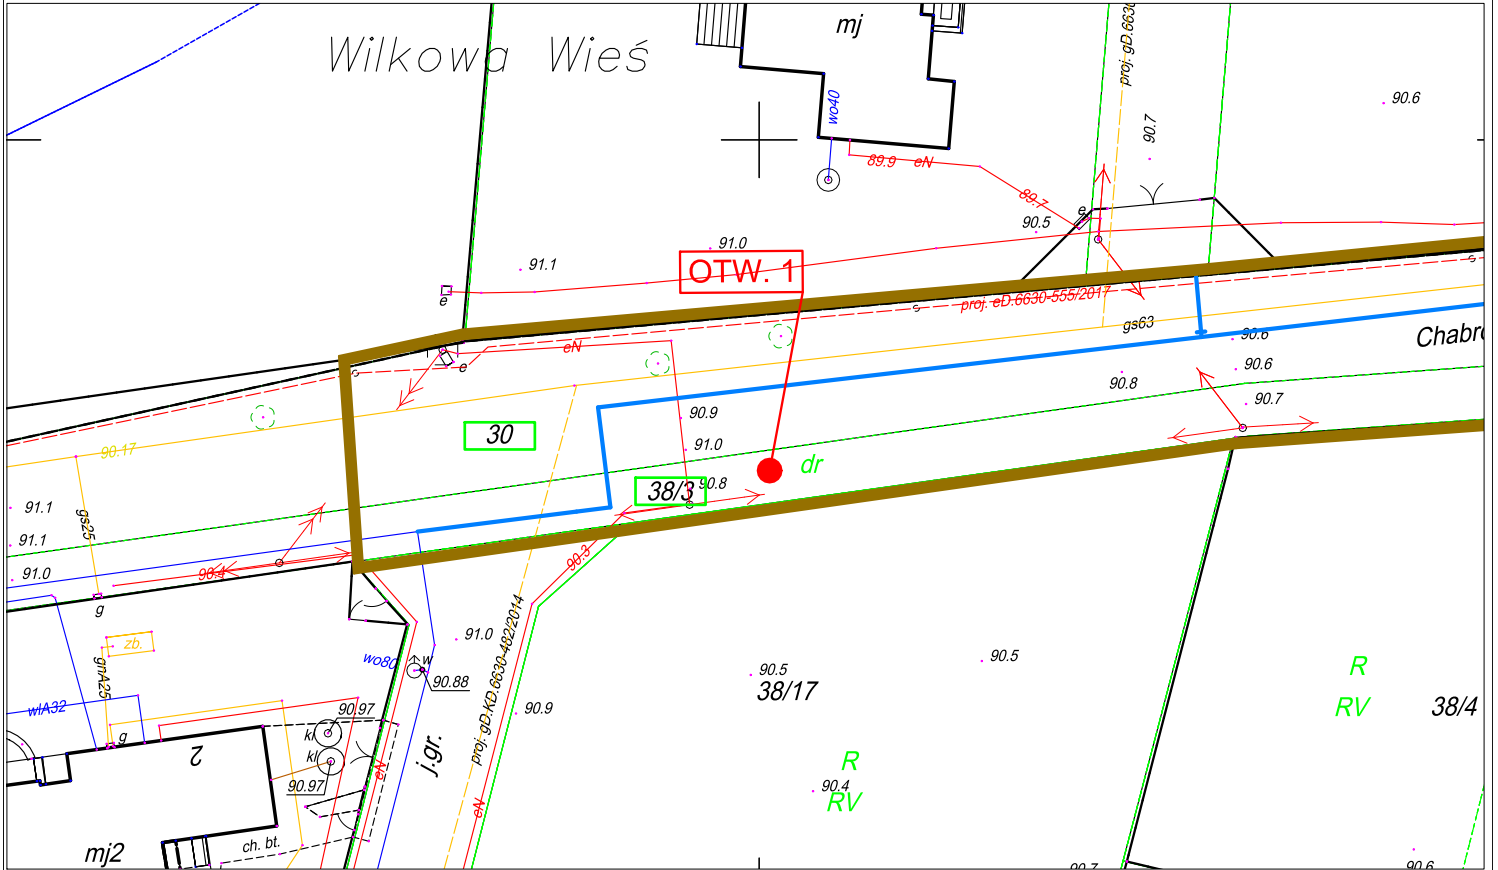 mj
proj. gD.6630
Wilkowa Wieś
wo40
90.6
90.7
89.9 eN
89.7
e
90.5
91.0
91.1
OTW. 1
e
proj. eD.6630-555/2017
s
s
gs63
90.6
Chabro
eN
e
s
90.6
90.8
90.7
90.9
30
90.17
91.0
dr
38/3
90.8
91.1
gs25
91.1
90.3
91.0
90.4
g
proj. gD.KD.6630-482/2014
91.0
zb.
wo80
w
90.5
90.5
R
gnA25
90.88
38/17
RV
38/4
wlA32
90.97
90.9
kl
g
2
kl
j.gr.
R
eN
90.97
90.4
RV
eN
ch. bt.
mj2
90.7
90.6